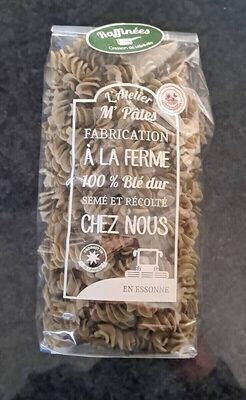 Raffinées
L'Atelier
M' Pâtes
FABRICATION
À LA FERME
100 % Blé dur
SEMÉ ET RÉCOLTÉ
CHEZ NOUS
EN ESSONNE